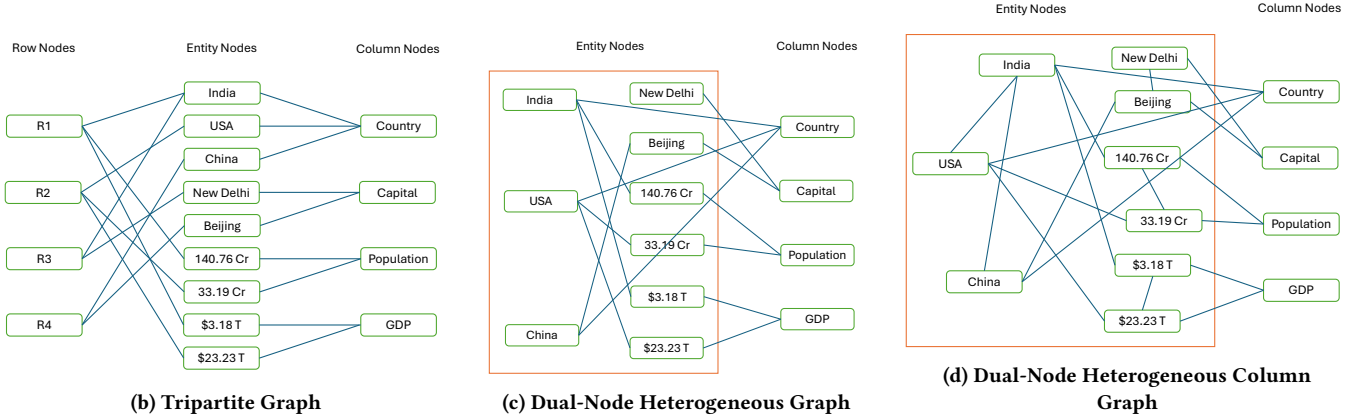 Row Nodes
Entity Nodes
Column Nodes
India
R1
USA
Country
China
R2
New Delhi
Capital
Beijing
R3
140.76 Cr
Population
33.19 Cr
R4
$3.18 T
GDP
$23.23 T
(b) Tripartite Graph
Entity Nodes
Column Nodes
India
New Delhi
Country
Beijing
USA
140.76 Cr
Capital
33.19 Cr
Population
$3.18 T
GDP
China
$23.23 T
(c) Dual-Node Heterogeneous Graph
Entity Nodes
Column Nodes
India
New Delhi
Country
Beijing
USA
140.76 Cr
Capital
33.19 Cr
Population
$3.18 T
China
GDP
$23.23 T
(d) Dual-Node Heterogeneous Column
Graph